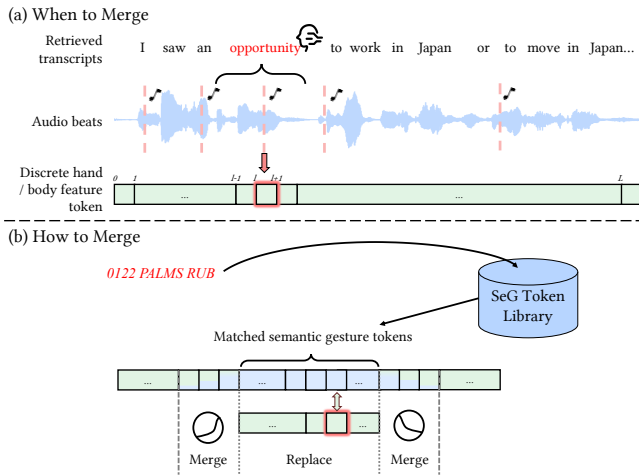 (a) When to Merge
Retrieved transcripts
I saw an opportunity to work in Japan or to move in Japan...
Audio beats
Discrete hand / body feature token
0 1 l-1 l l+1 L
... ...
(b) How to Merge
0122 PALMS RUB
SeG Token Library
Matched semantic gesture tokens
... ... ... ... ... ...
... ...
Merge Replace Merge